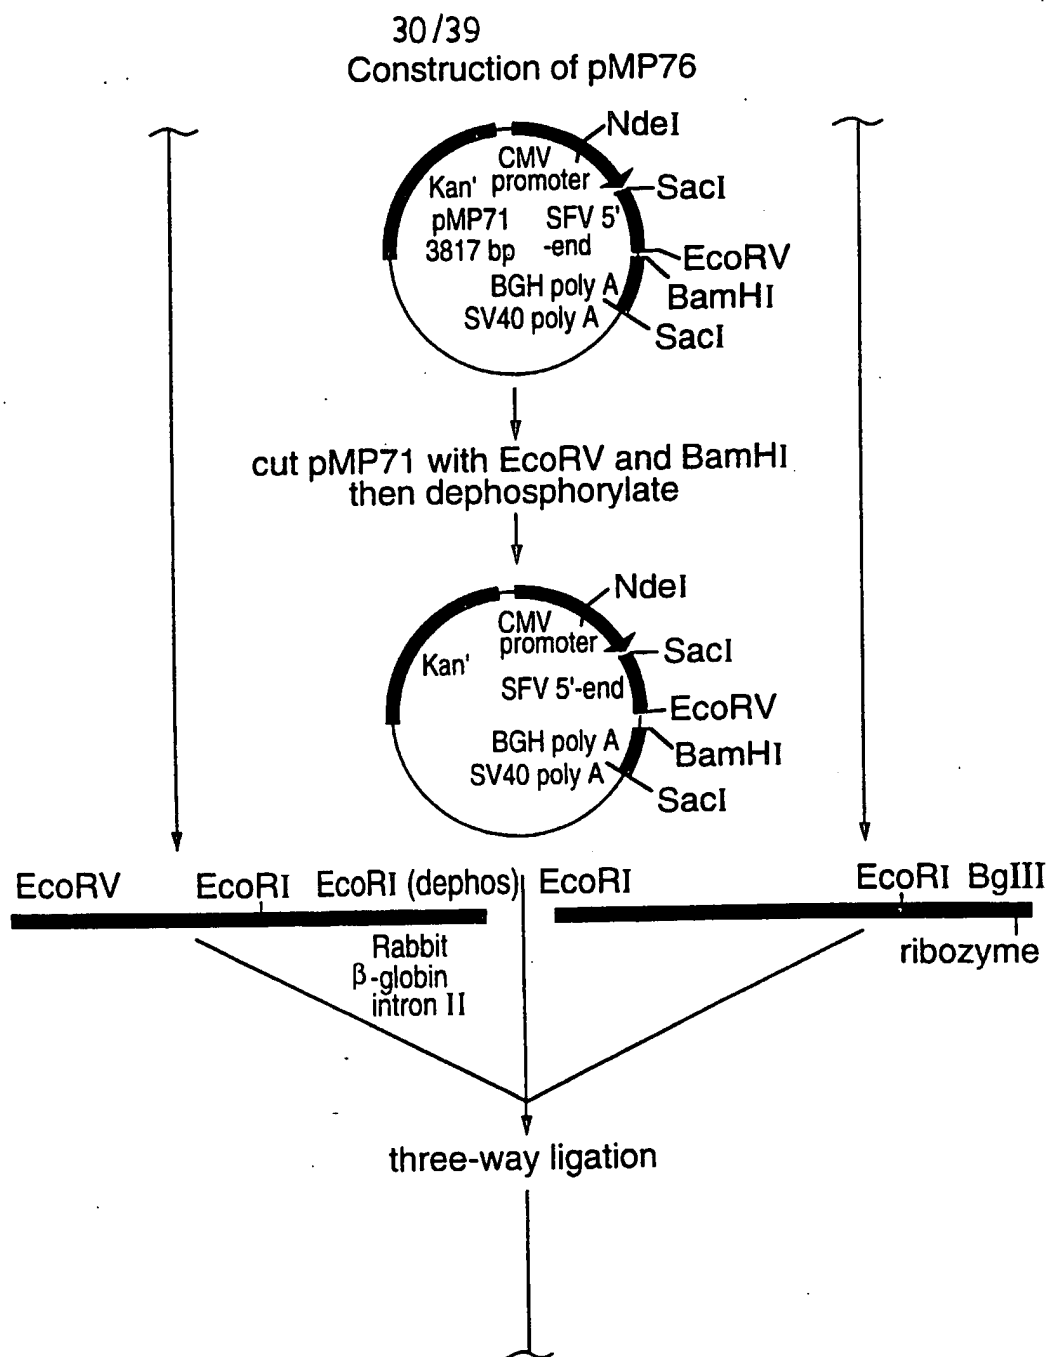 30/39
Construction of pMP76
NdeI
CMV
promoter
Kan'
SacI
pMP71
3817 bp
SFV 5'
-end
EcoRV
BGH poly A
BamHI
SV40 poly A
SacI
cut pMP71 with EcoRV and BamHI
then dephosphorylate
NdeI
CMV
promoter
SacI
Kan'
SFV 5'-end
EcoRV
BGH poly A
BamHI
SV40 poly A
SacI
EcoRV EcoRI EcoRI (dephos) EcoRI EcoRI BglII
Rabbit
β-globin
intron II
ribozyme
three-way ligation